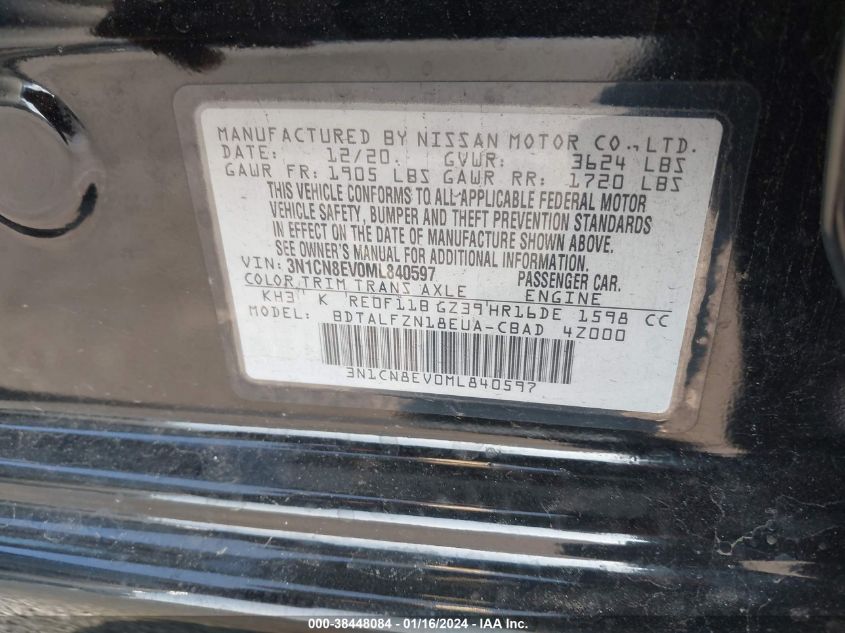 MANUFACTURED BY NISSAN MOTOR CO., LTD.
DATE: 12/20. GVWR: 3624 LBS
GAWR FR: 1905 LBS GAWR RR: 1720 LBS
THIS VEHICLE CONFORMS TO ALL APPLICABLE FEDERAL MOTOR
VEHICLE SAFETY, BUMPER AND THEFT PREVENTION STANDARDS
IN EFFECT ON THE DATE OF MANUFACTURE SHOWN ABOVE.
SEE OWNER'S MANUAL FOR ADDITIONAL INFORMATION.
VIN: 3N1CN8EV0ML840597 PASSENGER CAR.
COLOR TRIM TRANS AXLE ENGINE
KH3 K RE0F11B GZ39 HR16DE 1598 CC
MODEL: BDTALFZN18EUA-CBAD 4Z000
3N1CN8EV0ML840597
000-38448084 - 01/16/2024 - IAA Inc.